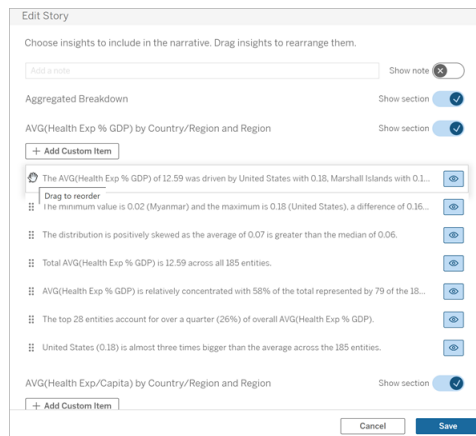 Edit Story
Choose insights to include in the narrative. Drag insights to rearrange them.
Add a note
Show note
Aggregated Breakdown
Show section
AVG(Health Exp % GDP) by Country/Region and Region
Show section
+ Add Custom Item
The AVG(Health Exp % GDP) of 12.59 was driven by United States with 0.18, Marshall Islands with 0.1...
Drag to reorder
The minimum value is 0.02 (Myanmar) and the maximum is 0.18 (United States), a difference of 0.16...
The distribution is positively skewed as the average of 0.07 is greater than the median of 0.06.
Total AVG(Health Exp % GDP) is 12.59 across all 185 entities.
AVG(Health Exp % GDP) is relatively concentrated with 58% of the total represented by 79 of the 18...
The top 28 entities account for over a quarter (26%) of overall AVG(Health Exp % GDP).
United States (0.18) is almost three times bigger than the average across the 185 entities.
AVG(Health Exp/Capita) by Country/Region and Region
Show section
+ Add Custom Item
Cancel
Save